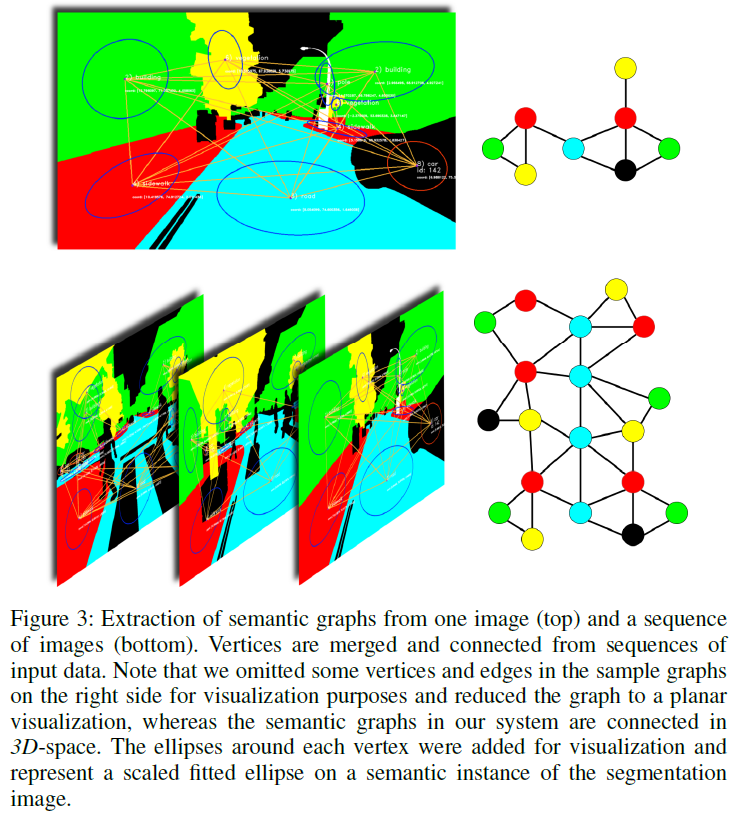 1) building
2) building
vegetation
sidewalk
8) car
id: 142
sidewalk
road
Figure 3: Extraction of semantic graphs from one image (top) and a sequence
of images (bottom). Vertices are merged and connected from sequences of
input data. Note that we omitted some vertices and edges in the sample graphs
on the right side for visualization purposes and reduced the graph to a planar
visualization, whereas the semantic graphs in our system are connected in
3D-space. The ellipses around each vertex were added for visualization and
represent a scaled fitted ellipse on a semantic instance of the segmentation
image.